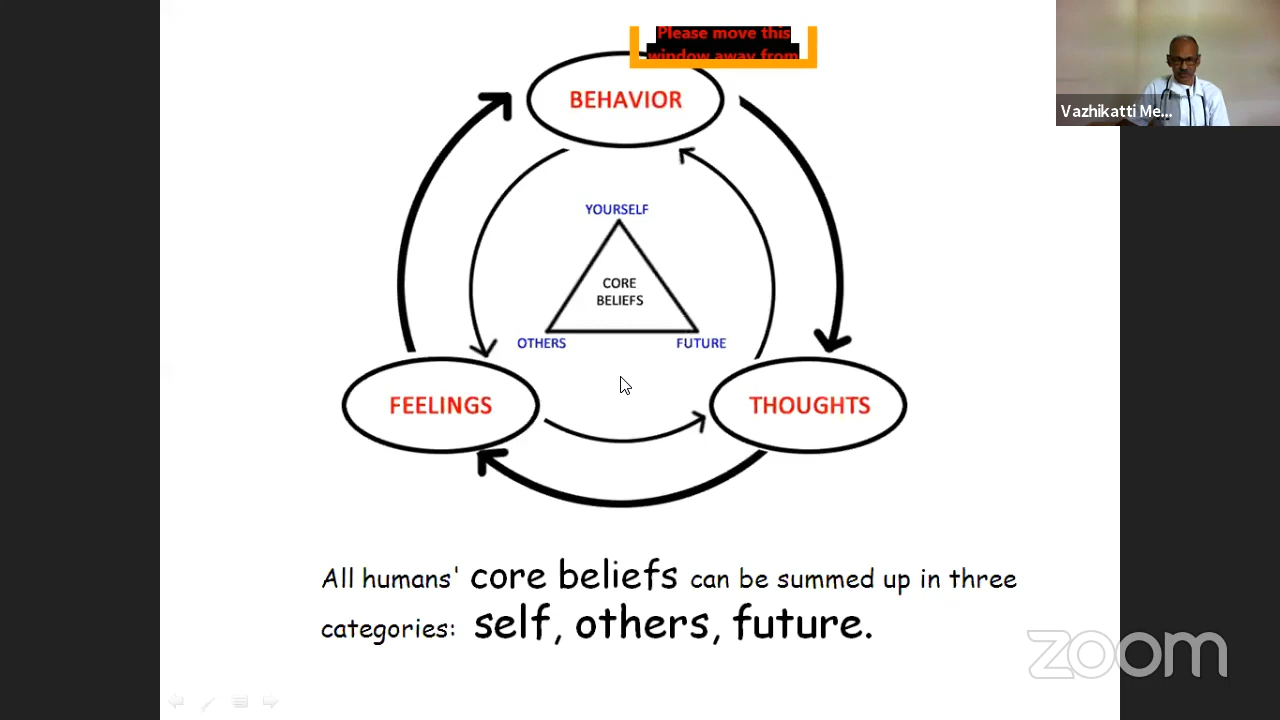 Please move this
window away from
BEHAVIOR
Vazhikatti Me...
YOURSELF
CORE
BELIEFS
OTHERS
FUTURE
FEELINGS
THOUGHTS
All humans' core beliefs can be summed up in three
categories: self, others, future.
zoom